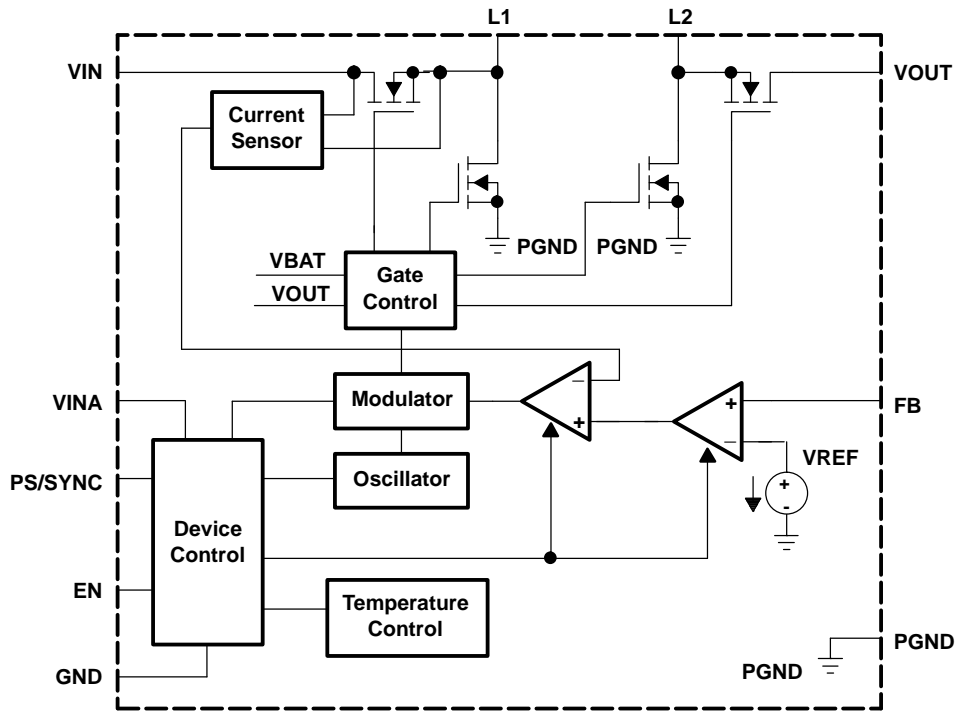 L1
L2
VIN
VOUT
Current
Sensor
PGND
PGND
VBAT
VOUT
Gate
Control
VINA
Modulator
−
+
+
−
FB
VREF
+
-
PS/SYNC
Oscillator
Device
Control
EN
Temperature
Control
GND
PGND
PGND